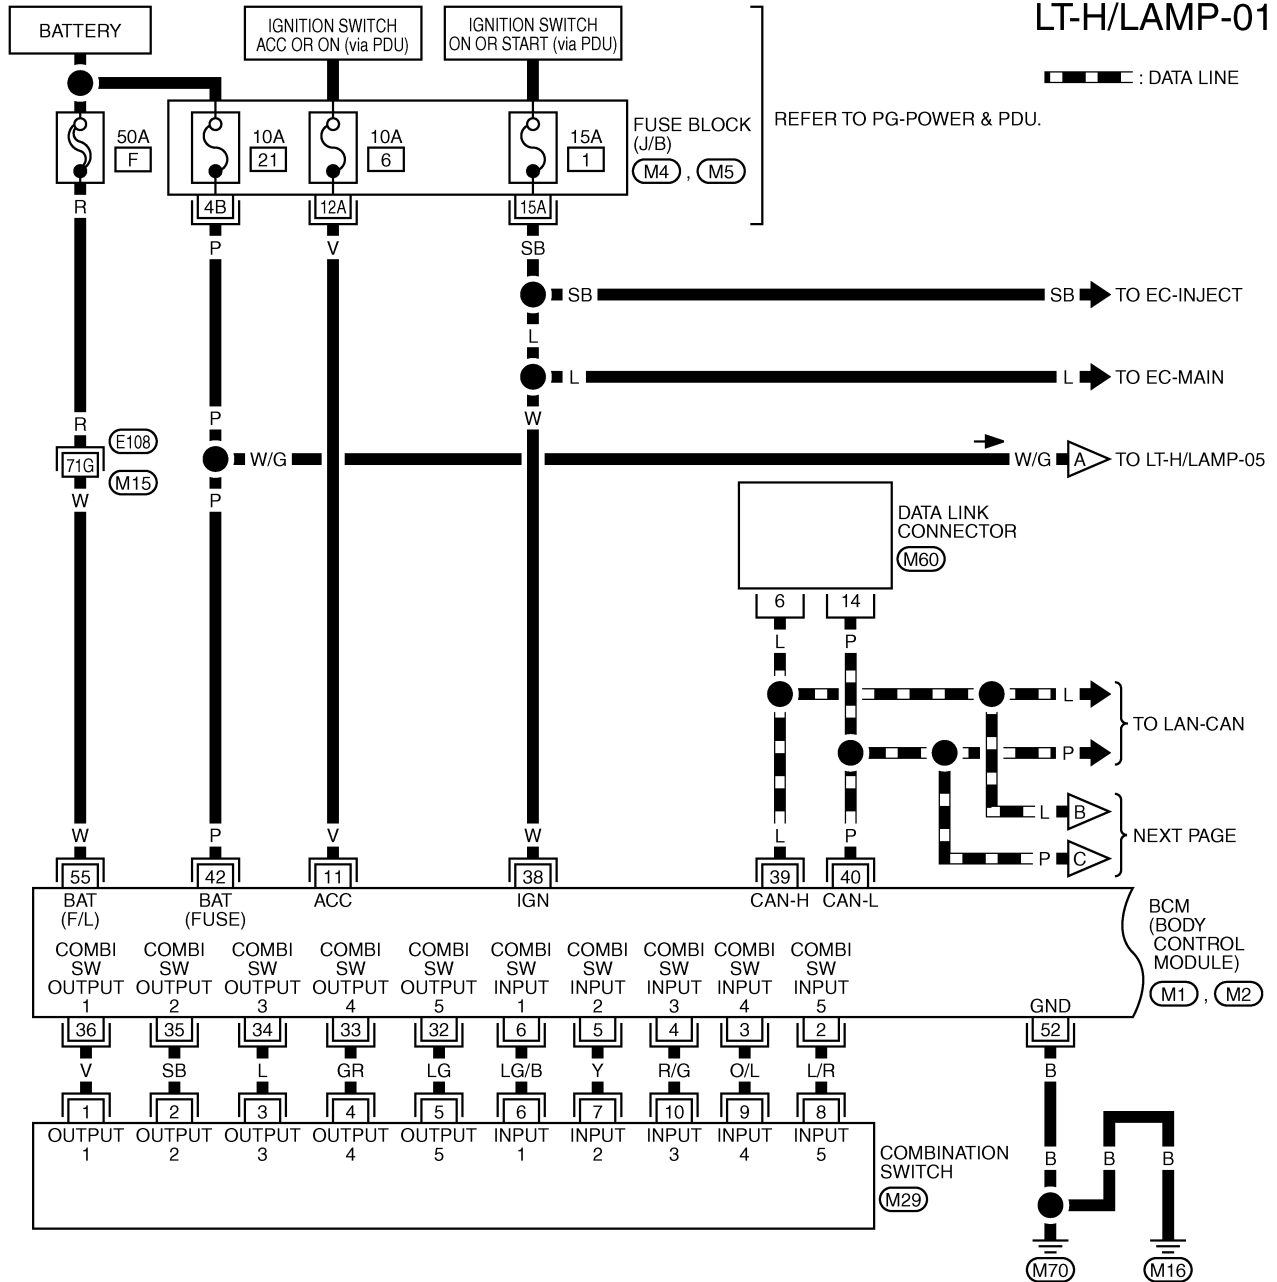 LT-H/LAMP-01
BATTERY
IGNITION SWITCH
ACC OR ON (via PDU)
IGNITION SWITCH
ON OR START (via PDU)
: DATA LINE
50A
F
10A
21
10A
6
15A
1
FUSE BLOCK
(J/B)
M4 , M5
REFER TO PG-POWER & PDU.
4B
12A
15A
R
P
V
SB
SB
SB
TO EC-INJECT
L
L
L
TO EC-MAIN
R
P
W
E108
71G
M15
W/G
W/G
A
TO LT-H/LAMP-05
W
P
DATA LINK
CONNECTOR
M60
6
14
L
P
L
P
TO LAN-CAN
L
B
P
C
NEXT PAGE
W
P
V
W
L
P
55
42
11
38
39
40
BAT
(F/L)
BAT
(FUSE)
ACC
IGN
CAN-H
CAN-L
BCM
(BODY
CONTROL
MODULE)
M1 , M2
COMBI
SW
OUTPUT
1
COMBI
SW
OUTPUT
2
COMBI
SW
OUTPUT
3
COMBI
SW
OUTPUT
4
COMBI
SW
OUTPUT
5
COMBI
SW
INPUT
1
COMBI
SW
INPUT
2
COMBI
SW
INPUT
3
COMBI
SW
INPUT
4
COMBI
SW
INPUT
5
GND
36
35
34
33
32
6
5
4
3
2
52
V
SB
L
GR
LG
LG/B
Y
R/G
O/L
L/R
B
1
2
3
4
5
6
7
10
9
8
OUTPUT
1
OUTPUT
2
OUTPUT
3
OUTPUT
4
OUTPUT
5
INPUT
1
INPUT
2
INPUT
3
INPUT
4
INPUT
5
COMBINATION
SWITCH
M29
B
B
B
M70
M16